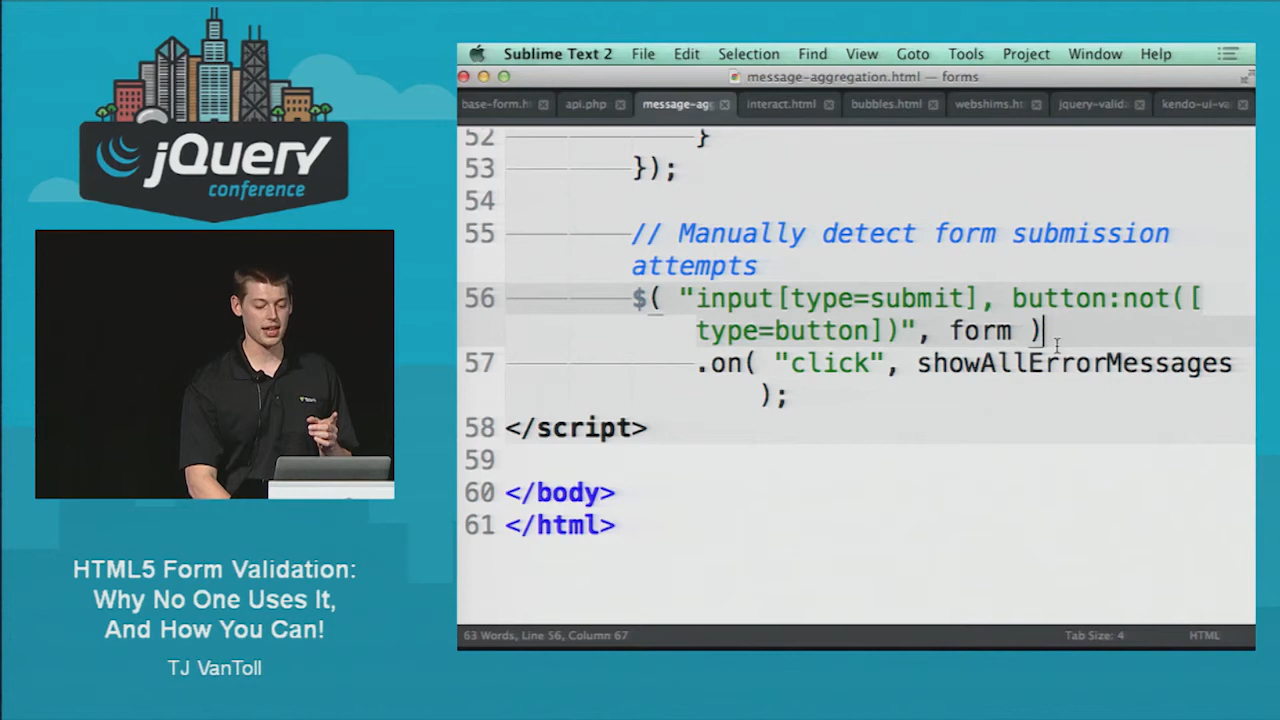 jQuery
conference
HTML5 Form Validation:
Why No One Uses It,
And How You Can!
TJ VanToll
Sublime Text 2 File Edit Selection Find View Goto Tools Project Window Help
message-aggregation.html — forms
base-form.h api.php message-agg interact.html bubbles.html webshims.ht jquery-valid kendo-ui-va
52 }
53 });
54
55 // Manually detect form submission
attempts
56 $( "input[type=submit], button:not([
type=button])", form )
57 .on( "click", showAllErrorMessages
);
58 </script>
59
60 </body>
61 </html>
63 Words, Line 56, Column 67 Tab Size: 4 HTML